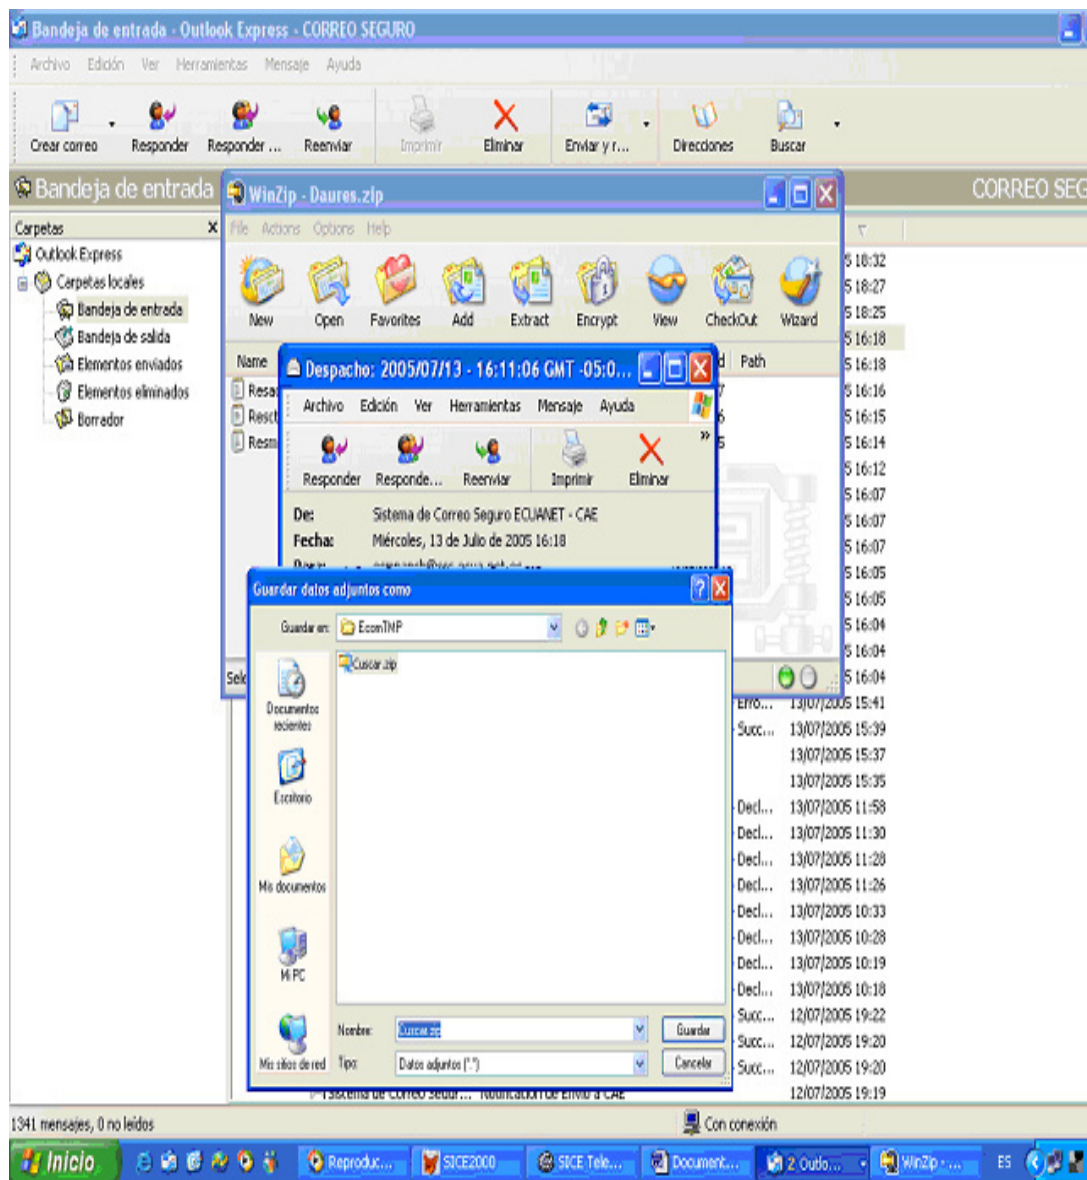 Bandeja de entrada - Outlook Express - CORREO SEGURO
Archivo Edición Ver Herramientas Mensaje Ayuda
Crear correo Responder Responder ... Reenviar Imprimir Eliminar Enviar y r... Direcciones Buscar
Bandeja de entrada CORREO SEG
Carpetas
Outlook Express
Carpetas locales
Bandeja de entrada
Bandeja de salida
Elementos enviados
Elementos eliminados
Borrador
WinZip - Daures.zip
File Actions Options Help
New Open Favorites Add Extract Encrypt View CheckOut Wizard
Name Path
Despacho: 2005/07/13 - 16:11:06 GMT -05:0...
Archivo Edición Ver Herramientas Mensaje Ayuda
Responder Responde... Reenviar Imprimir Eliminar
De: Sistema de Correo Seguro ECUANET - CAE
Fecha: Miércoles, 13 de Julio de 2005 16:18
Guardar datos adjuntos como
Guardar en: EcomTMP
Cuscar.zip
Documentos recientes
Escritorio
Mis documentos
Mi PC
Mis sitios de red
Nombre: Cuscar.zip Guardar
Tipo: Datos adjuntos (*.*) Cancelar
5 18:32
5 18:27
5 18:25
5 16:18
5 16:18
5 16:16
5 16:15
5 16:14
5 16:12
5 16:07
5 16:07
5 16:07
5 16:05
5 16:05
5 16:04
5 16:04
5 16:04
Erro... 13/07/2005 15:41
Succ... 13/07/2005 15:39
13/07/2005 15:37
13/07/2005 15:35
Decl... 13/07/2005 11:58
Decl... 13/07/2005 11:30
Decl... 13/07/2005 11:28
Decl... 13/07/2005 11:26
Decl... 13/07/2005 10:33
Decl... 13/07/2005 10:28
Decl... 13/07/2005 10:19
Decl... 13/07/2005 10:18
Succ... 12/07/2005 19:22
Succ... 12/07/2005 19:20
Succ... 12/07/2005 19:20
Sistema de Correo Segur... Notificación de Envío a CAE 12/07/2005 19:19
1341 mensajes, 0 no leídos Con conexión
Inicio Reproduc... SICE2000 SICE Tele... Document... 2 Outlo... WinZip - ... ES